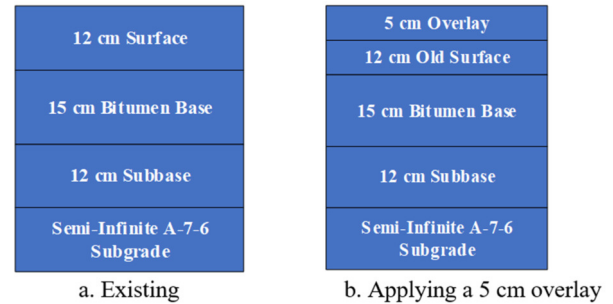 12 cm Surface
15 cm Bitumen Base
12 cm Subbase
Semi-Infinite A-7-6
Subgrade
a. Existing
5 cm Overlay
12 cm Old Surface
15 cm Bitumen Base
12 cm Subbase
Semi-Infinite A-7-6
Subgrade
b. Applying a 5 cm overlay